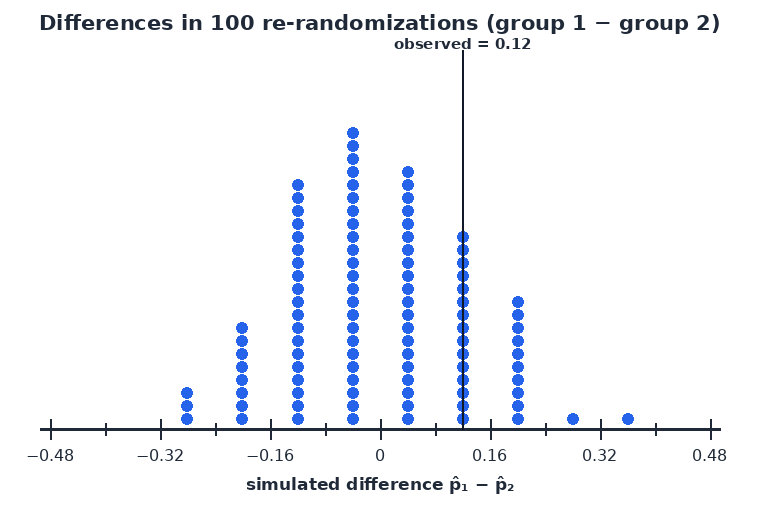 Differences in 100 re-randomizations (group 1 − group 2)
observed = 0.12
−0.48 −0.32 −0.16 0 0.16 0.32 0.48
simulated difference p̂₁ − p̂₂